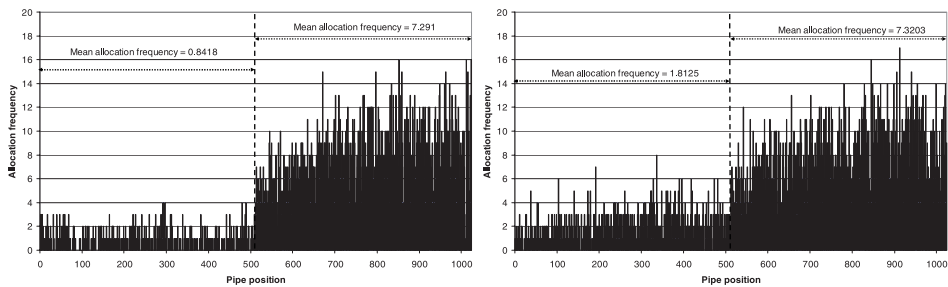 20
18
16
14
12
10
8
6
4
2
0
Allocation frequency
Mean allocation frequency = 7.291
Mean allocation frequency = 0.8418
0 100 200 300 400 500 600 700 800 900 1000
Pipe position
20
18
16
14
12
10
8
6
4
2
0
Allocation frequency
Mean allocation frequency = 7.3203
Mean allocation frequency = 1.8125
0 100 200 300 400 500 600 700 800 900 1000
Pipe position